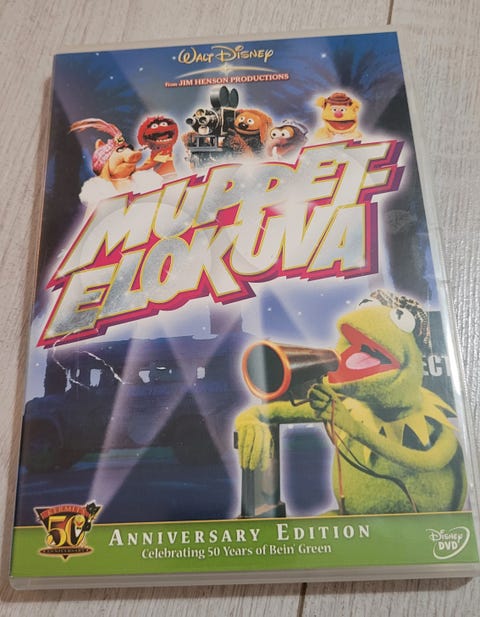 WALT DISNEY
From JIM HENSON PRODUCTIONS
MUPPET-
ELOKUVA
ECT
KERMIT
50
ANNIVERSARY EDITION
Celebrating 50 Years of Bein' Green
DISNEY
DVD